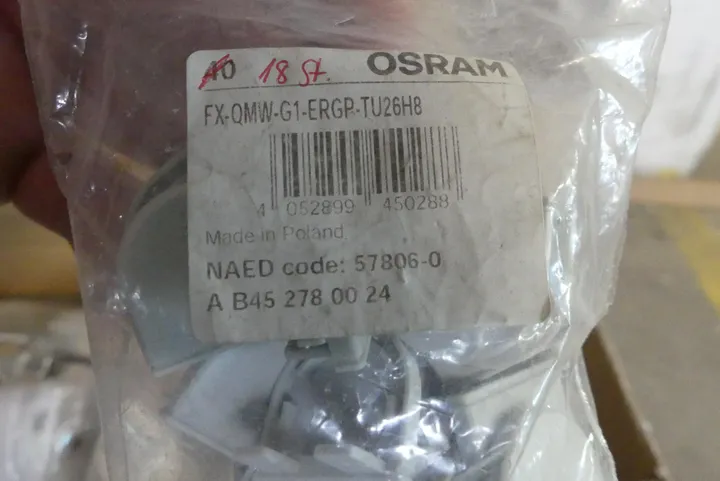 40 18 St. OSRAM
FX-QMW-G1-ERGP-TU26H8
4 052899 450288
Made in Poland
NAED code: 57806-0
A B45 278 00 24